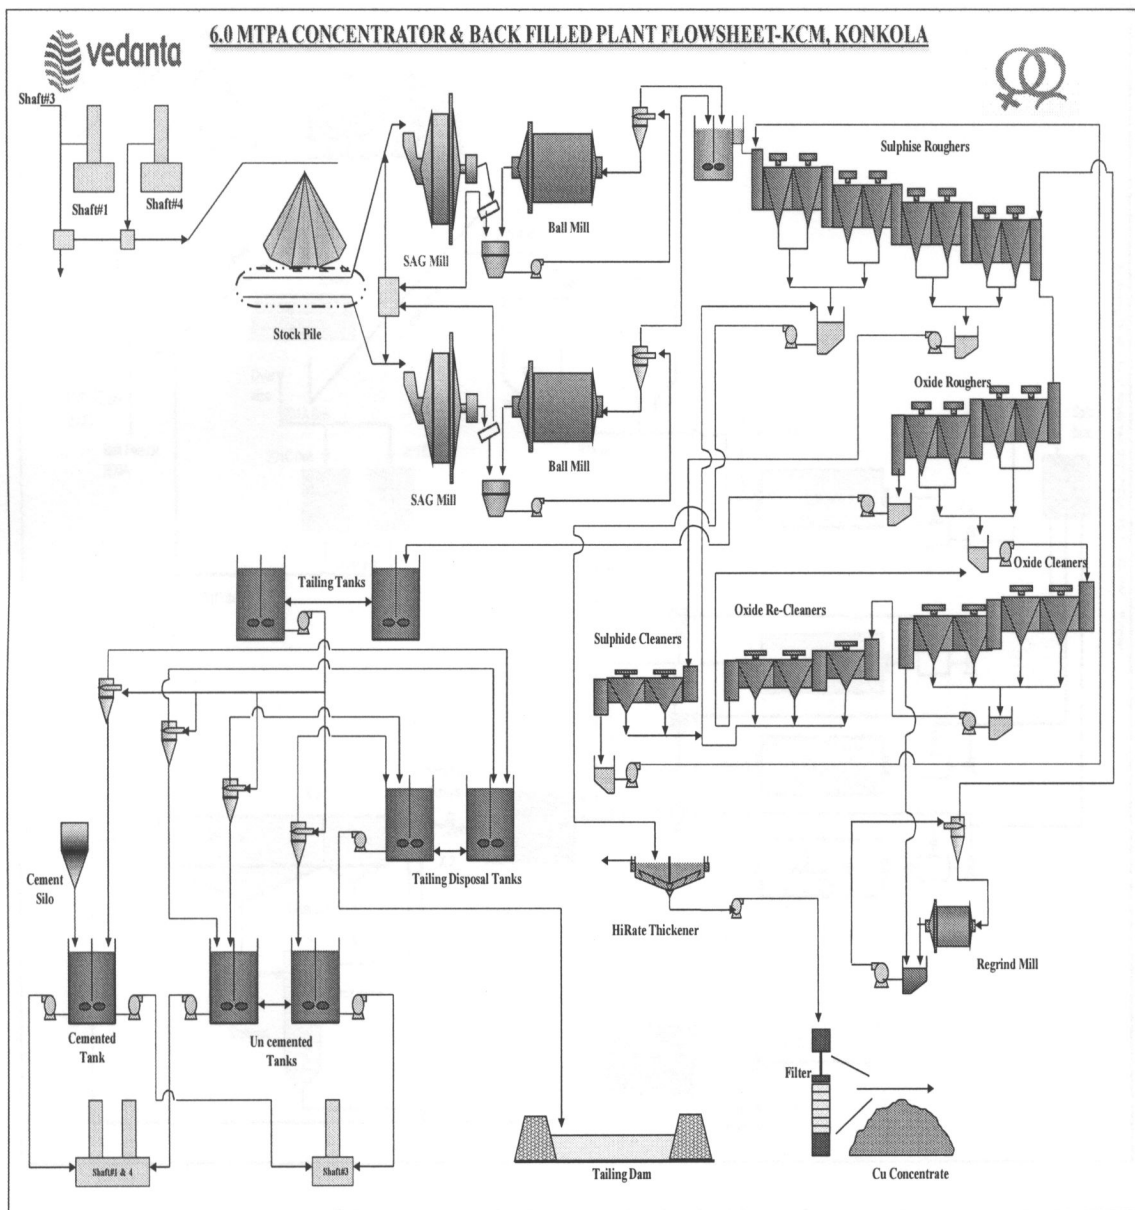 6.0 MTPA CONCENTRATOR & BACK FILLED PLANT FLOWSHEET-KCM, KONKOLA
vedanta
Shaft#3
Shaft#1
Shaft#4
Sulphise Roughers
Ball Mill
SAG Mill
Stock Pile
Oxide Roughers
Ball Mill
SAG Mill
Oxide Cleaners
Tailing Tanks
Oxide Re-Cleaners
Sulphide Cleaners
Cement
Silo
Tailing Disposal Tanks
HiRate Thickener
Regrind Mill
Cemented
Tank
Un cemented
Tanks
Filter
Shaft#1 & 4
Shaft#3
Tailing Dam
Cu Concentrate